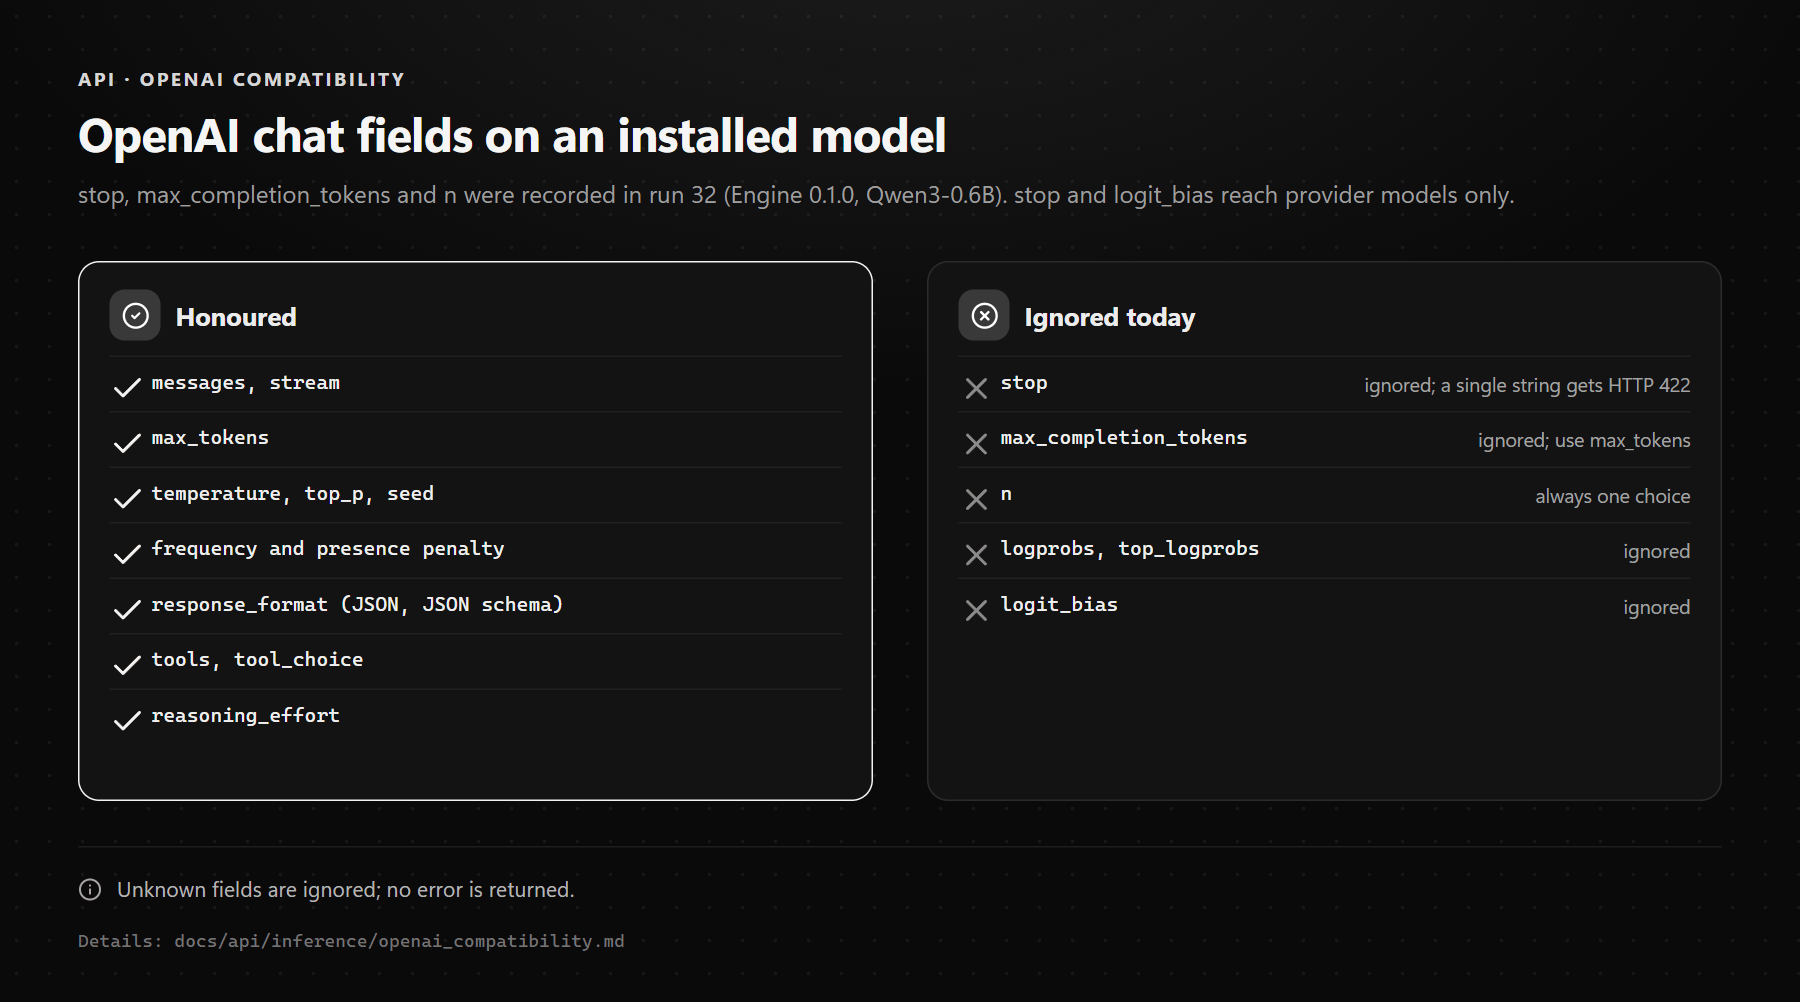 API · OPENAI COMPATIBILITY
OpenAI chat fields on an installed model
stop, max_completion_tokens and n were recorded in run 32 (Engine 0.1.0, Qwen3-0.6B). stop and logit_bias reach provider models only.
Honoured
messages, stream
max_tokens
temperature, top_p, seed
frequency and presence penalty
response_format (JSON, JSON schema)
tools, tool_choice
reasoning_effort
Ignored today
stop ignored; a single string gets HTTP 422
max_completion_tokens ignored; use max_tokens
n always one choice
logprobs, top_logprobs ignored
logit_bias ignored
Unknown fields are ignored; no error is returned.
Details: docs/api/inference/openai_compatibility.md